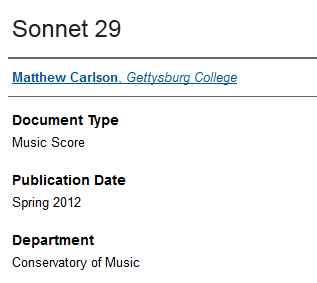 Sonnet 29
Matthew Carlson, Gettysburg College
Document Type
Music Score
Publication Date
Spring 2012
Department
Conservatory of Music